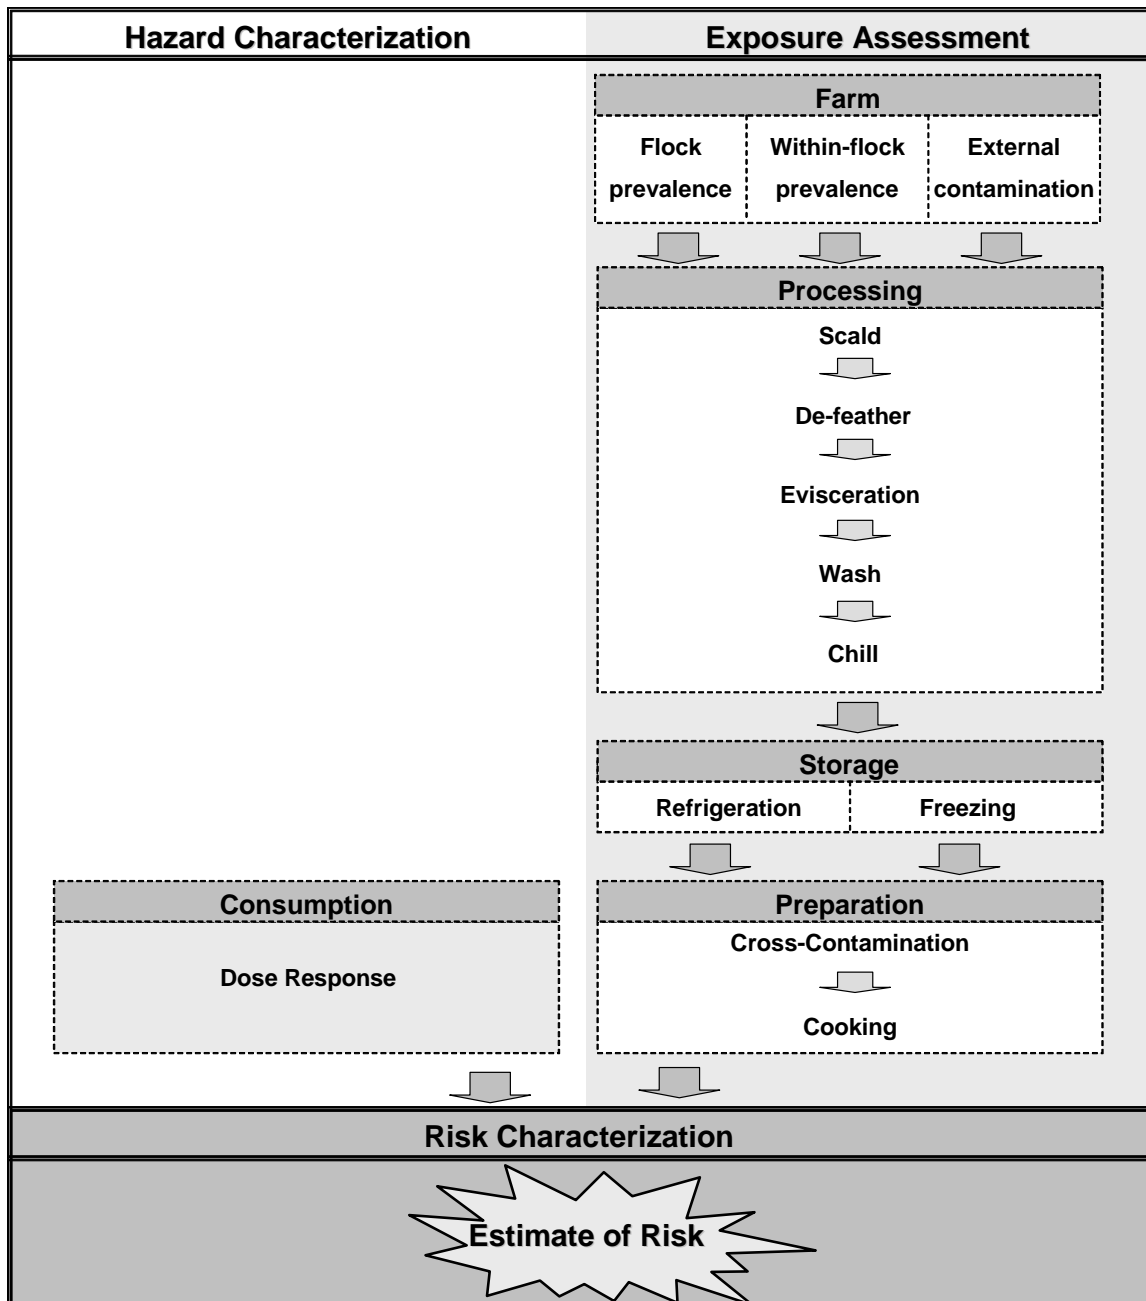 Hazard Characterization
Exposure Assessment
Farm
Flock
prevalence
Within-flock
prevalence
External
contamination
Processing
Scald
De-feather
Evisceration
Wash
Chill
Storage
Refrigeration
Freezing
Consumption
Dose Response
Preparation
Cross-Contamination
Cooking
Risk Characterization
Estimate of Risk